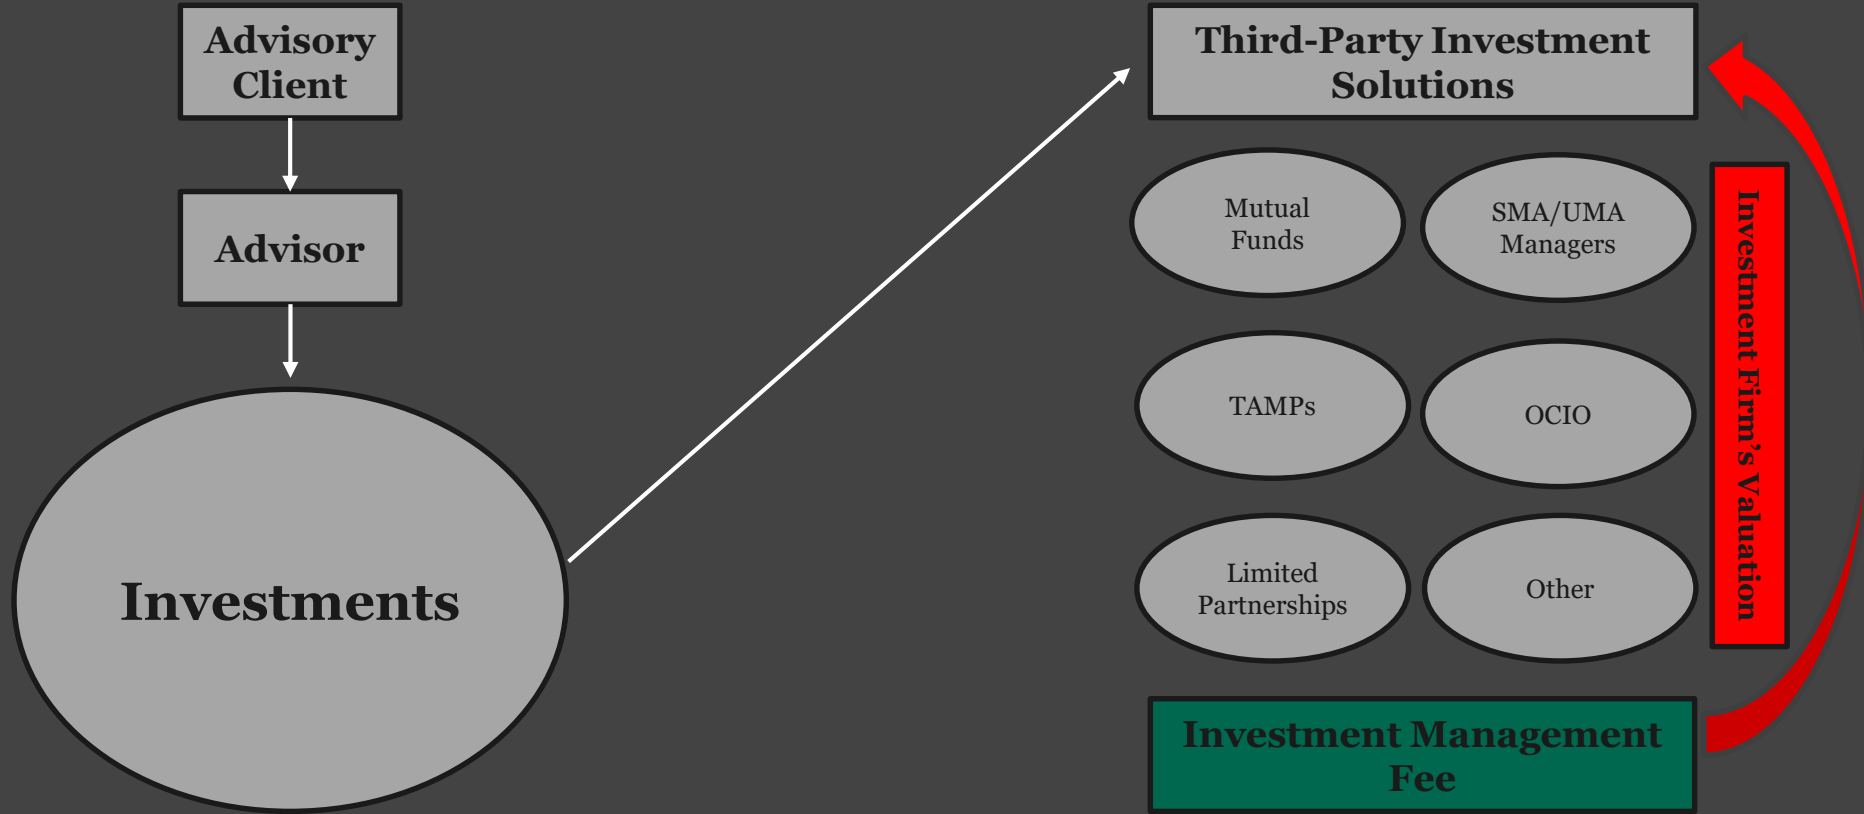 Advisory
Client
Advisor
Investments
Third-Party Investment
Solutions
Mutual
Funds
SMA/UMA
Managers
TAMPs
OCIO
Limited
Partnerships
Other
Investment Firm’s Valuation
Investment Management
Fee